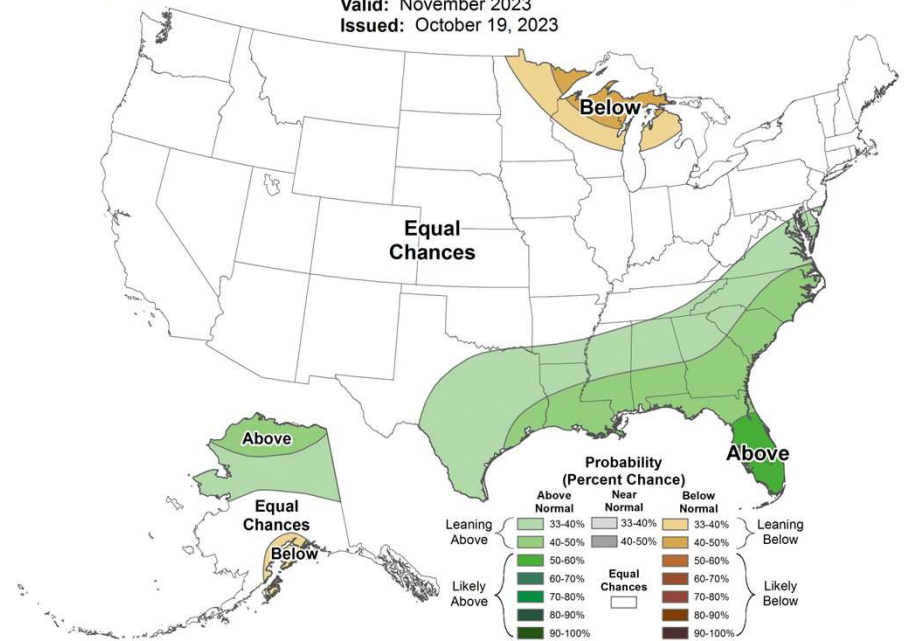 Valid: November 2023
Issued: October 19, 2023
Below
Equal
Chances
Above
Above
Equal
Chances
Below
Probability
(Percent Chance)
Above
Normal
Near
Normal
Below
Normal
Leaning
Above
33-40%
33-40%
33-40%
Leaning
Below
40-50%
40-50%
40-50%
Likely
Above
50-60%
50-60%
Likely
Below
60-70%
Equal
Chances
60-70%
70-80%
70-80%
80-90%
80-90%
90-100%
90-100%